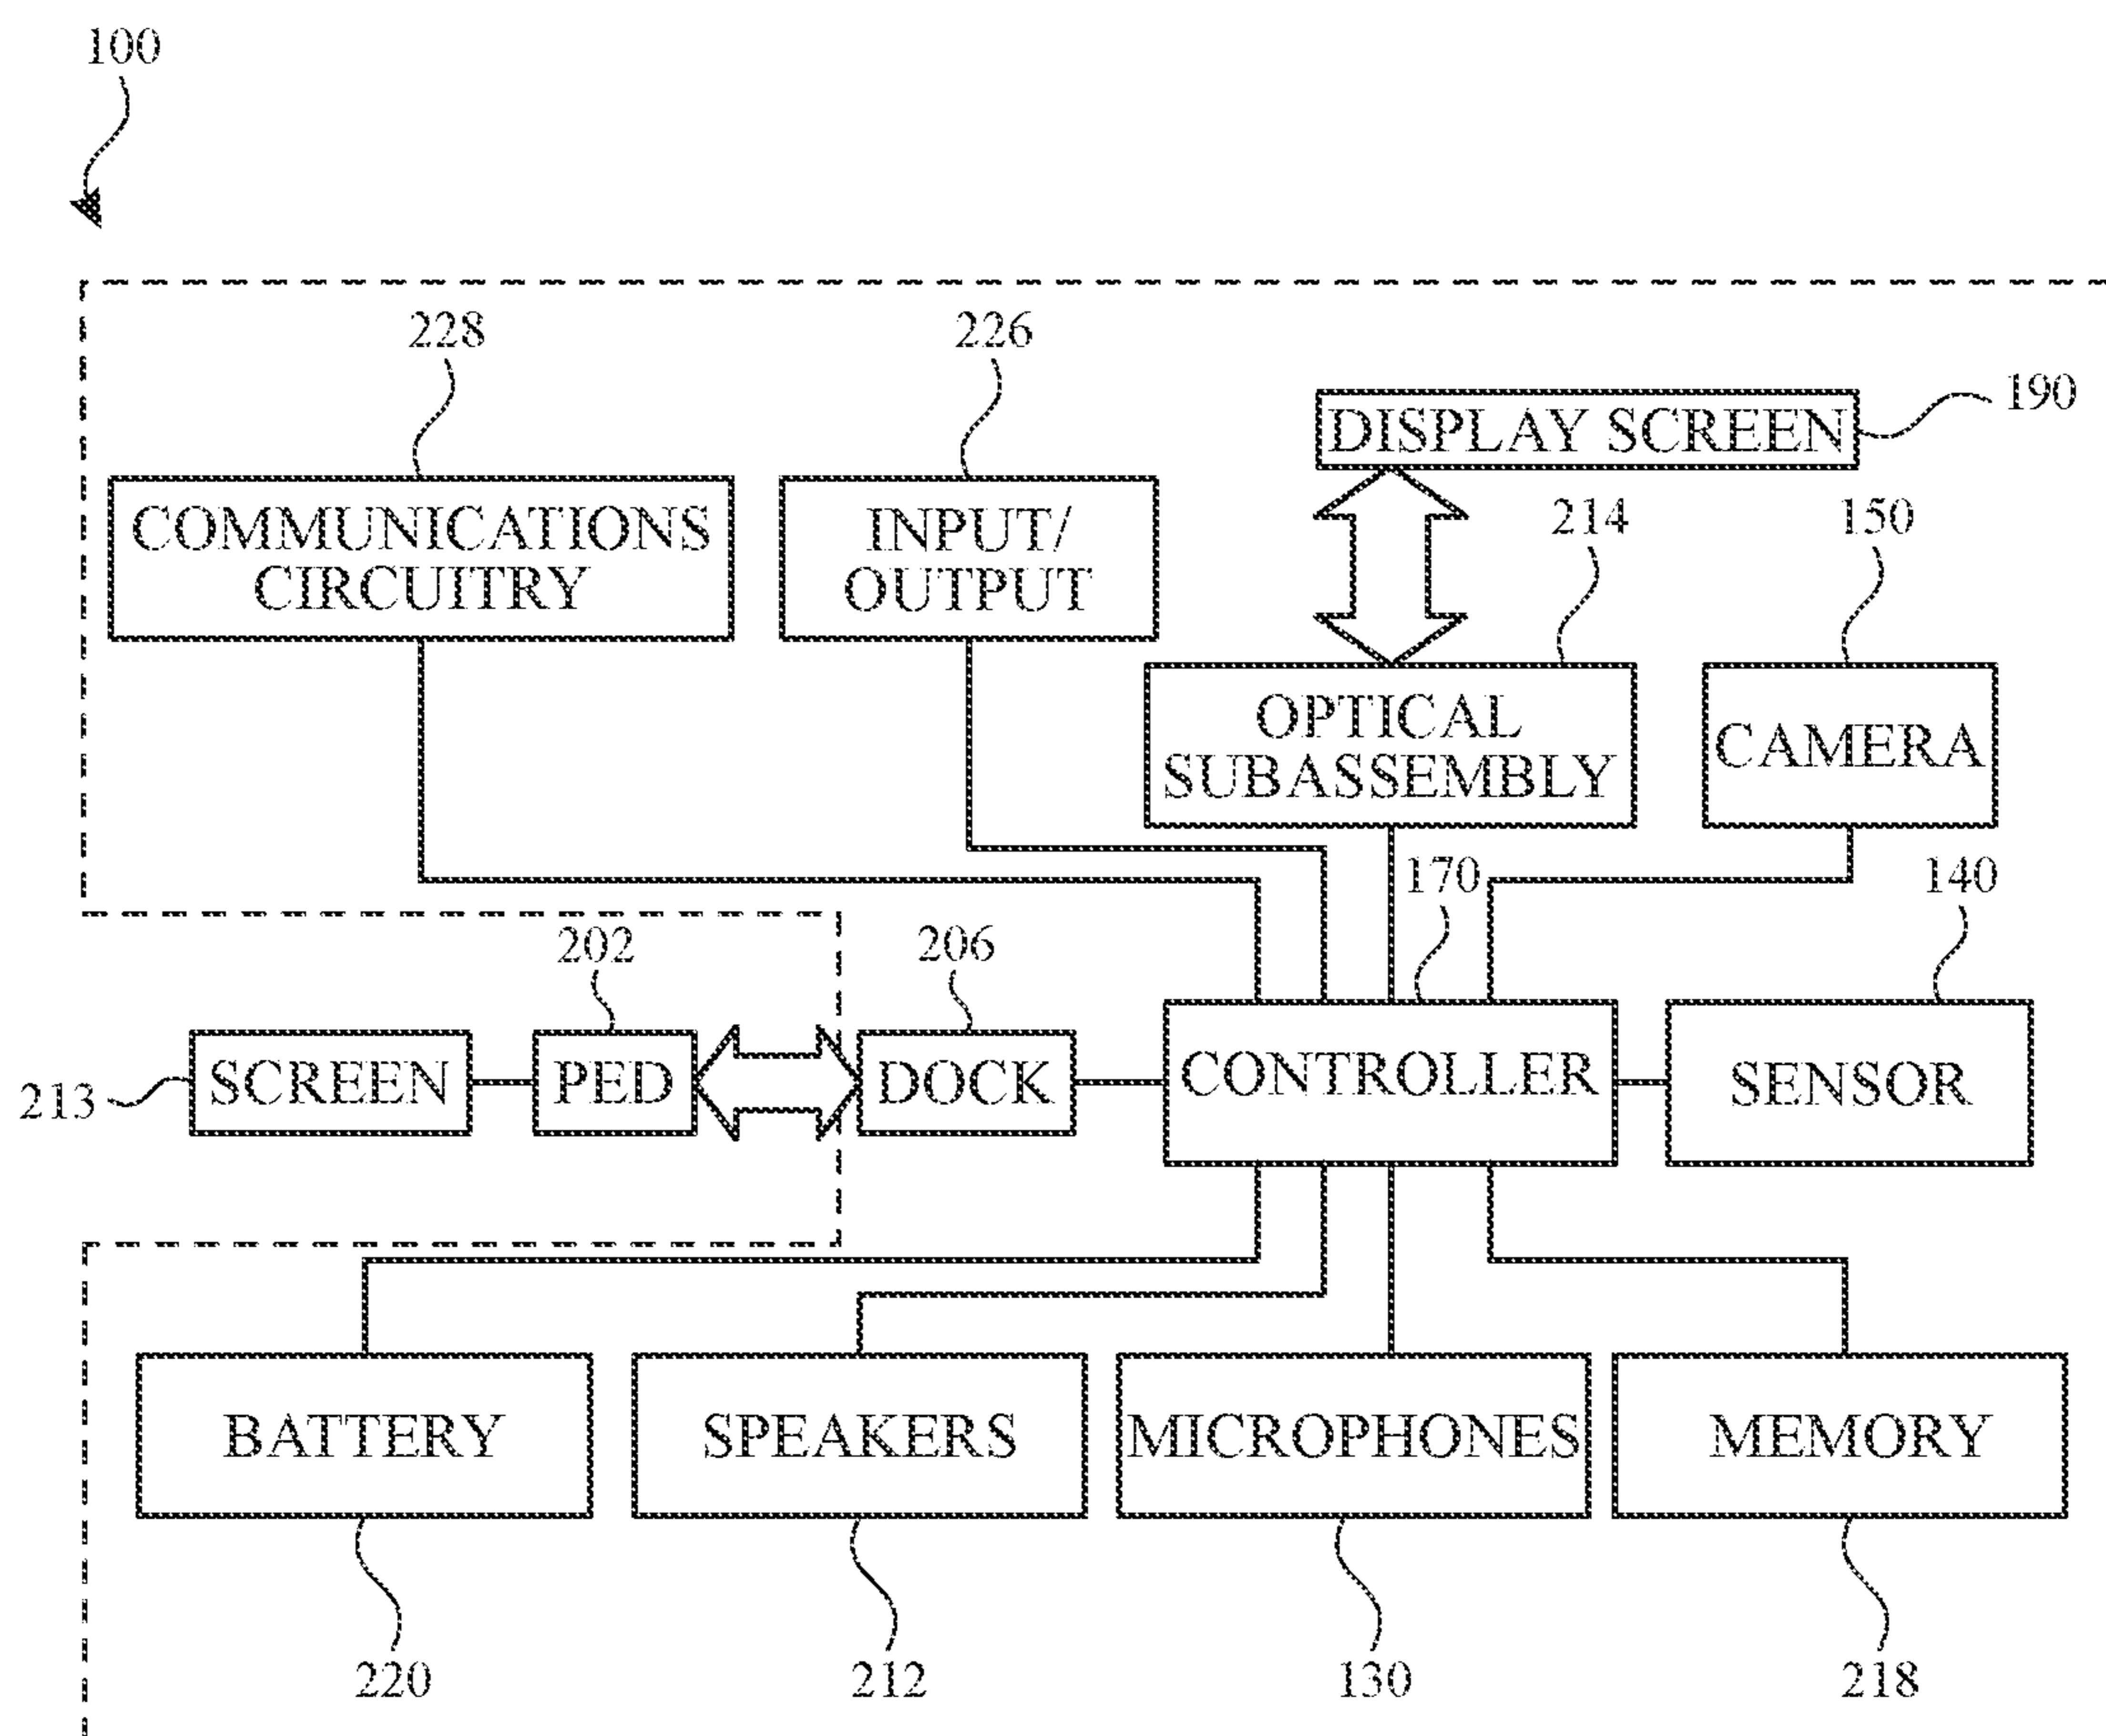 100
228
226
190
DISPLAY SCREEN
214
150
COMMUNICATIONS
CIRCUITRY
INPUT/
OUTPUT
OPTICAL
SUBASSEMBLY
CAMERA
170
140
202
206
213
SCREEN
PED
DOCK
CONTROLLER
SENSOR
BATTERY
SPEAKERS
MICROPHONES
MEMORY
220
212
130
218